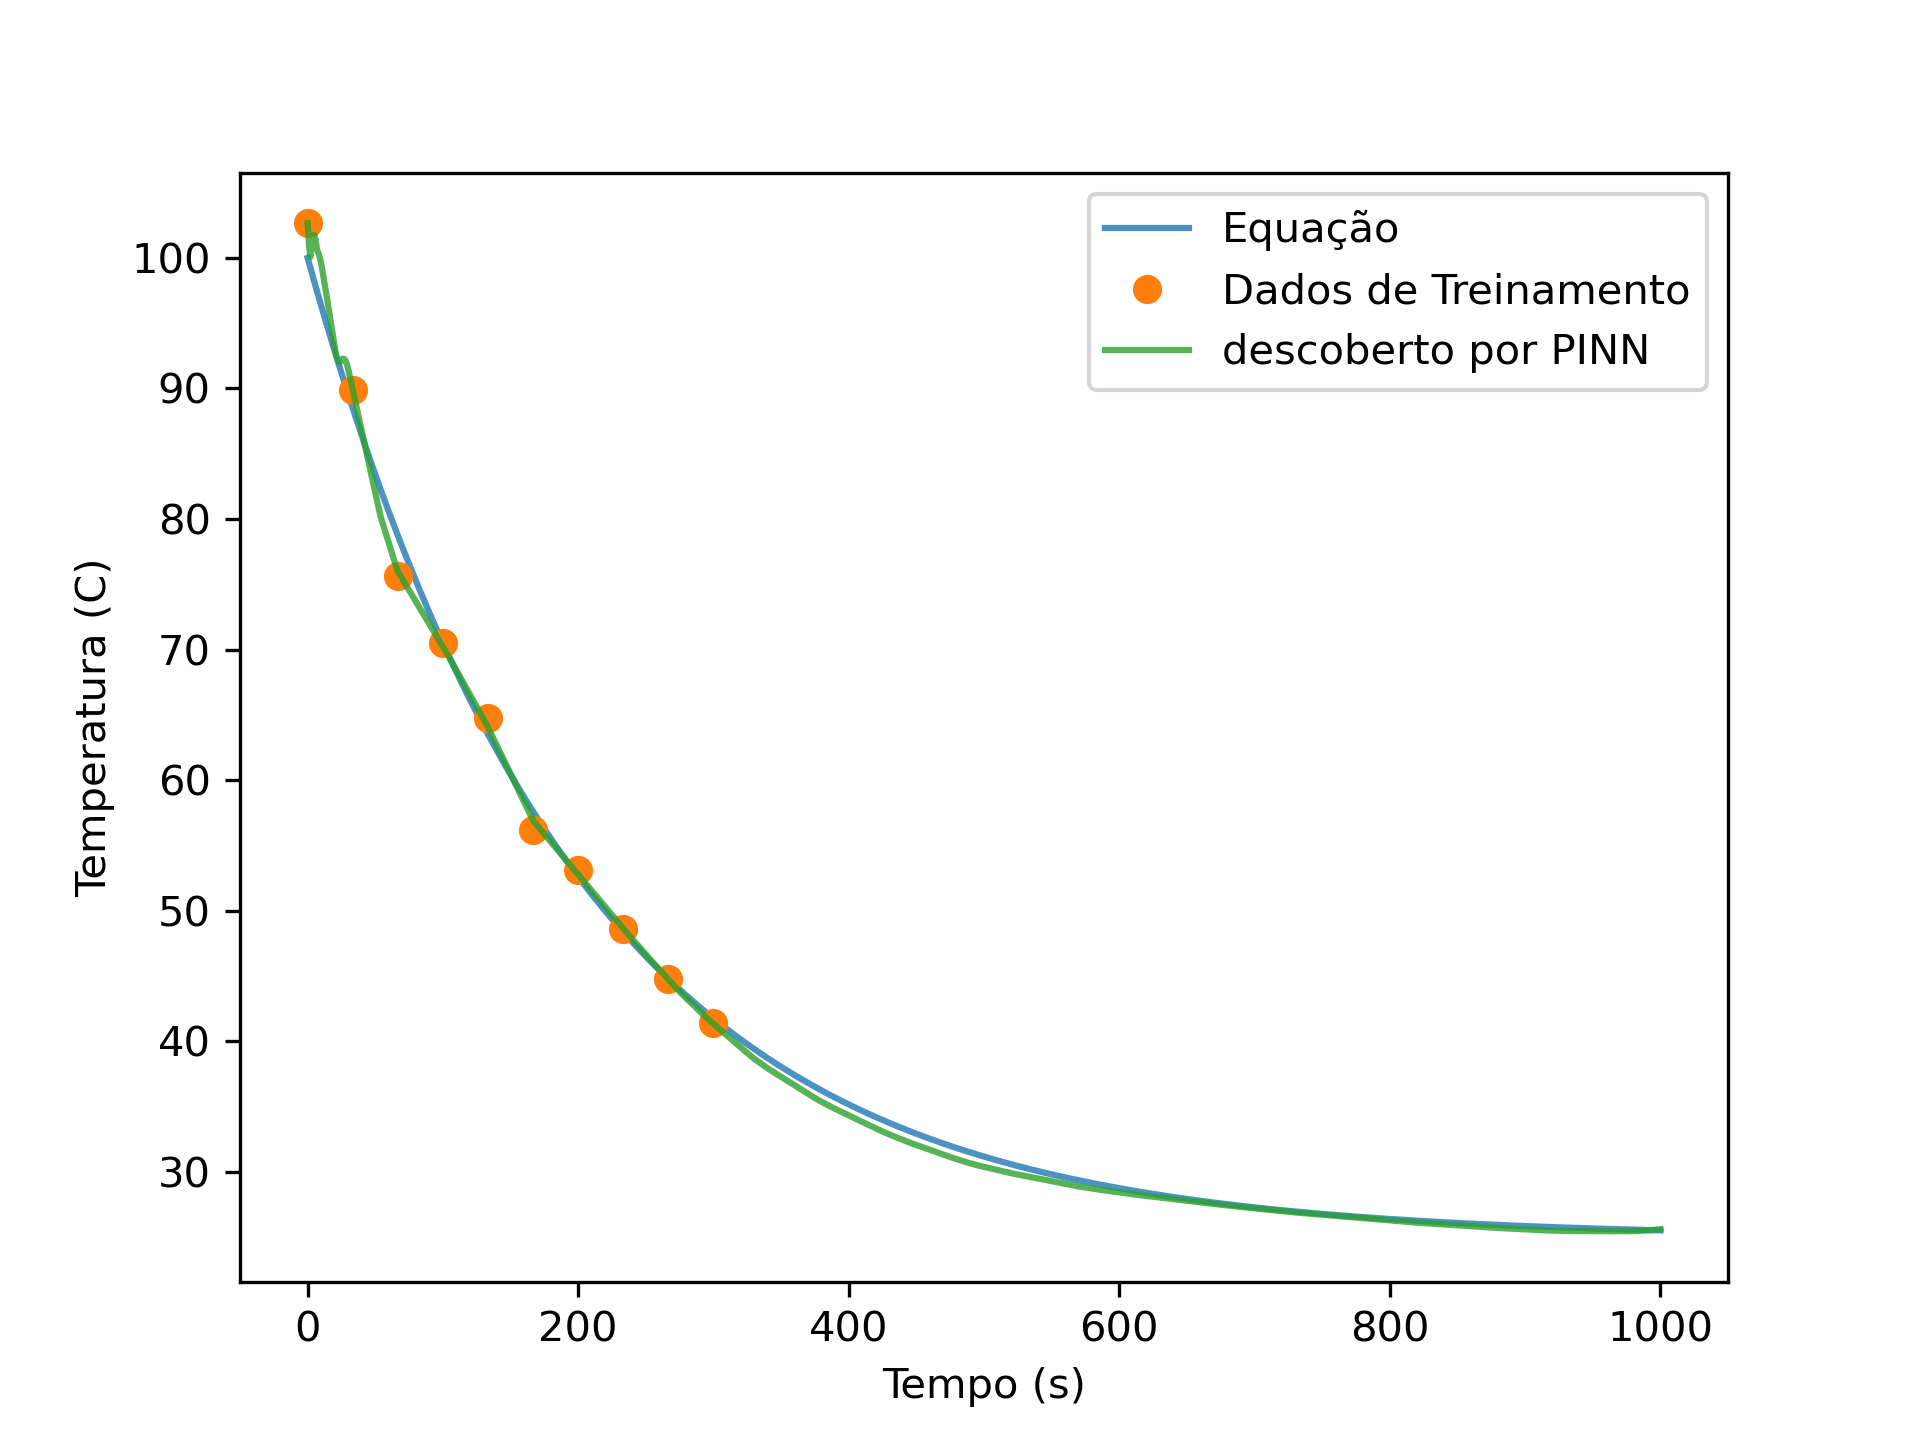 Equação
Dados de Treinamento
descoberto por PINN
100
90
80
70
60
50
40
30
Temperatura (C)
0 200 400 600 800 1000
Tempo (s)